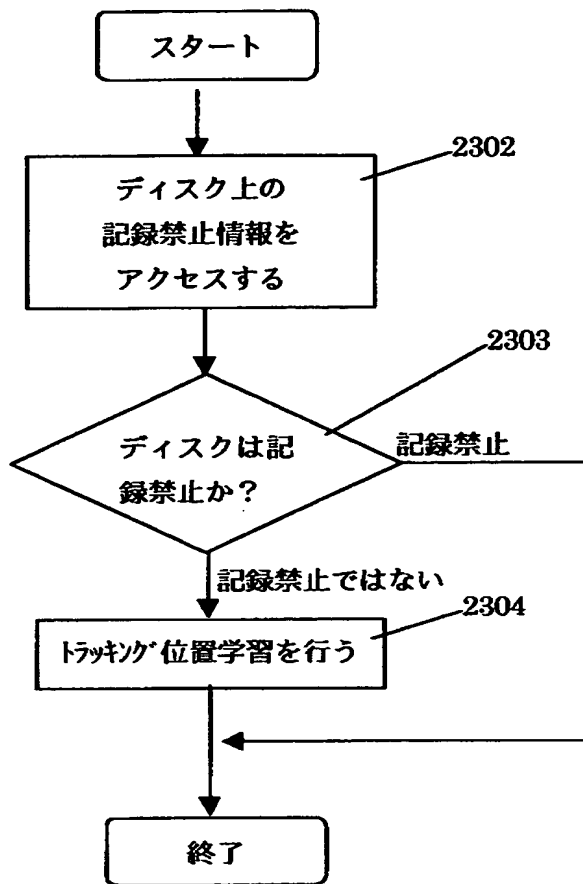 スタート
2302
ディスク上の
記録禁止情報を
アクセスする
2303
ディスクは記
録禁止か？
記録禁止
記録禁止ではない
2304
ﾄﾗｯｷﾝｸﾞ位置学習を行う
終了